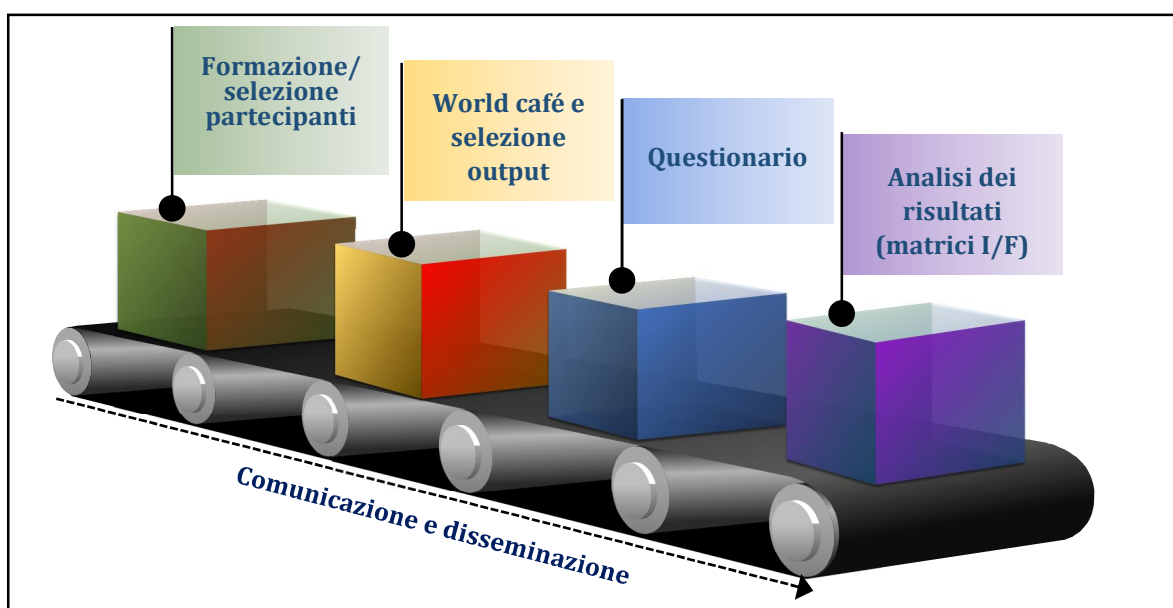 Formazione/
selezione
partecipanti
World café e
selezione
output
Questionario
Analisi dei
risultati
(matrici I/F)
Comunicazione e disseminazione